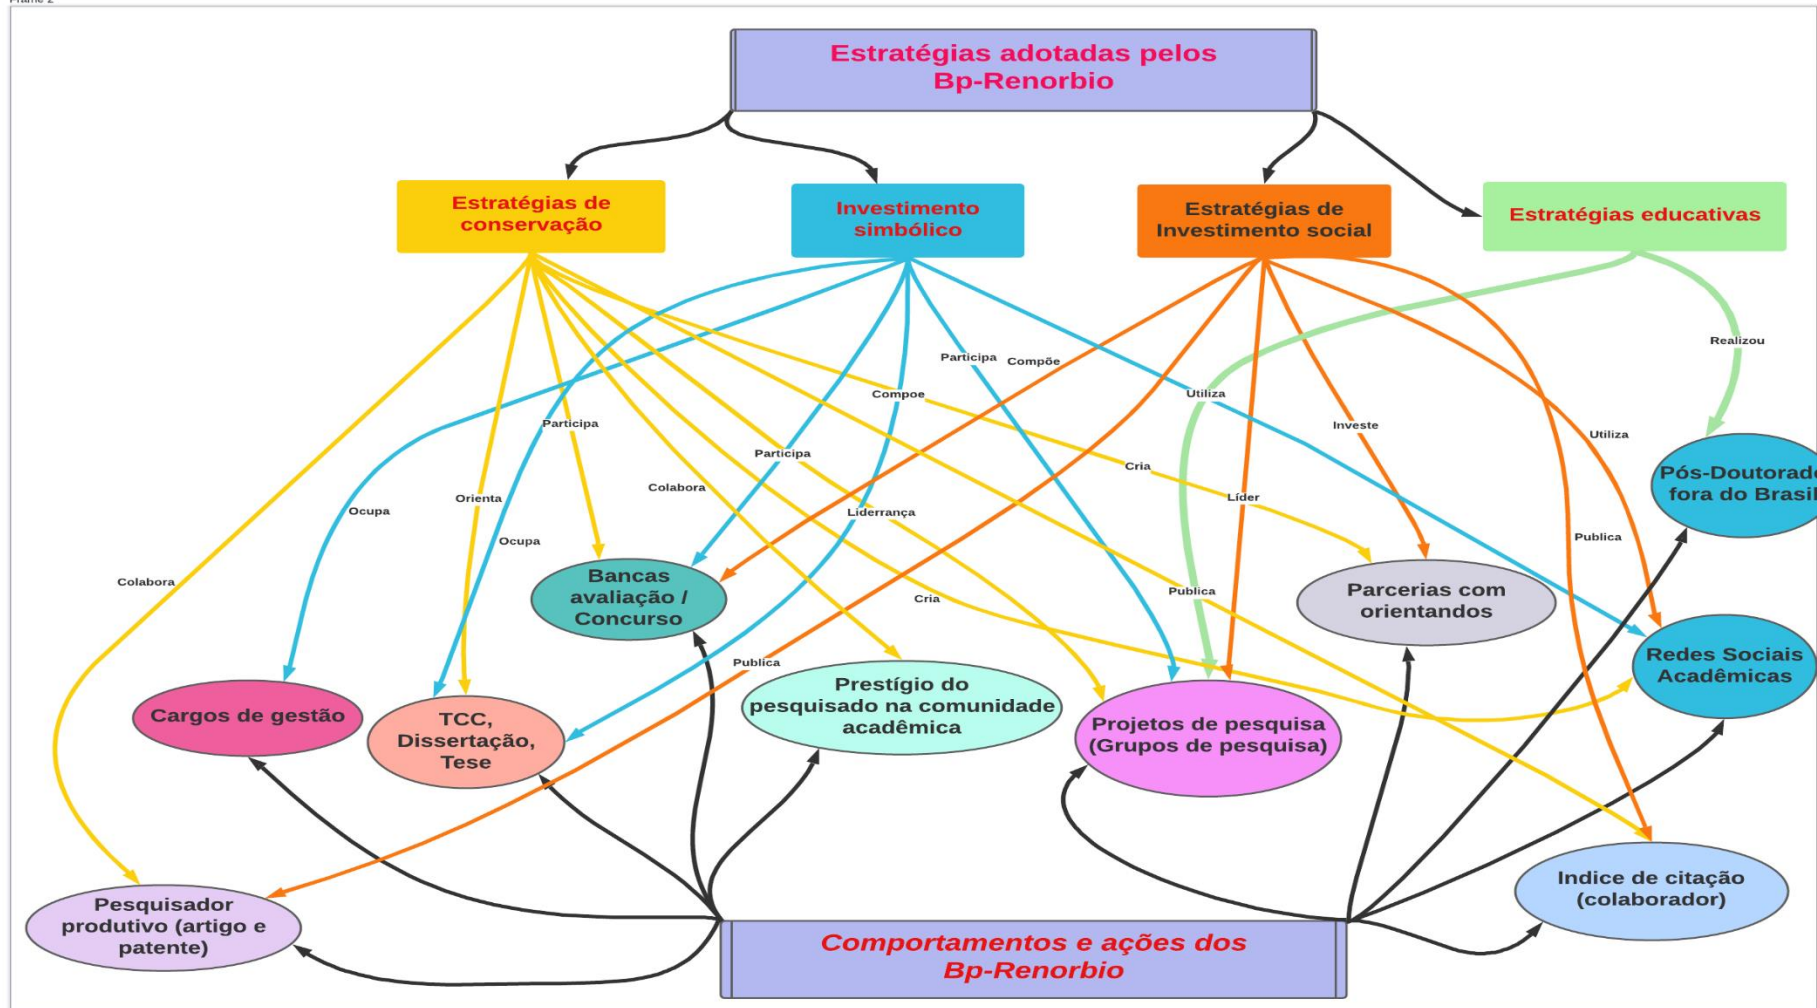 Frame 2
Estratégias adotadas pelos
Bp-Renorbio
Estratégias de
conservação
Investimento
simbólico
Estratégias de
Investimento social
Estratégias educativas
Realizou
Participa
Compõe
Compoe
Utiliza
Participa
Investe
Utiliza
Participa
Cria
Colabora
Orienta
Líder
Ocupa
Liderrança
Ocupa
Publica
Colabora
Publica
Cria
Publica
Pós-Doutorado
fora do Brasil
Bancas
avaliação /
Concurso
Parcerias com
orientandos
Redes Sociais
Acadêmicas
Cargos de gestão
TCC,
Dissertação,
Tese
Prestígio do
pesquisado na comunidade
acadêmica
Projetos de pesquisa
(Grupos de pesquisa)
Indice de citação
(colaborador)
Pesquisador
produtivo (artigo e
patente)
Comportamentos e ações dos
Bp-Renorbio